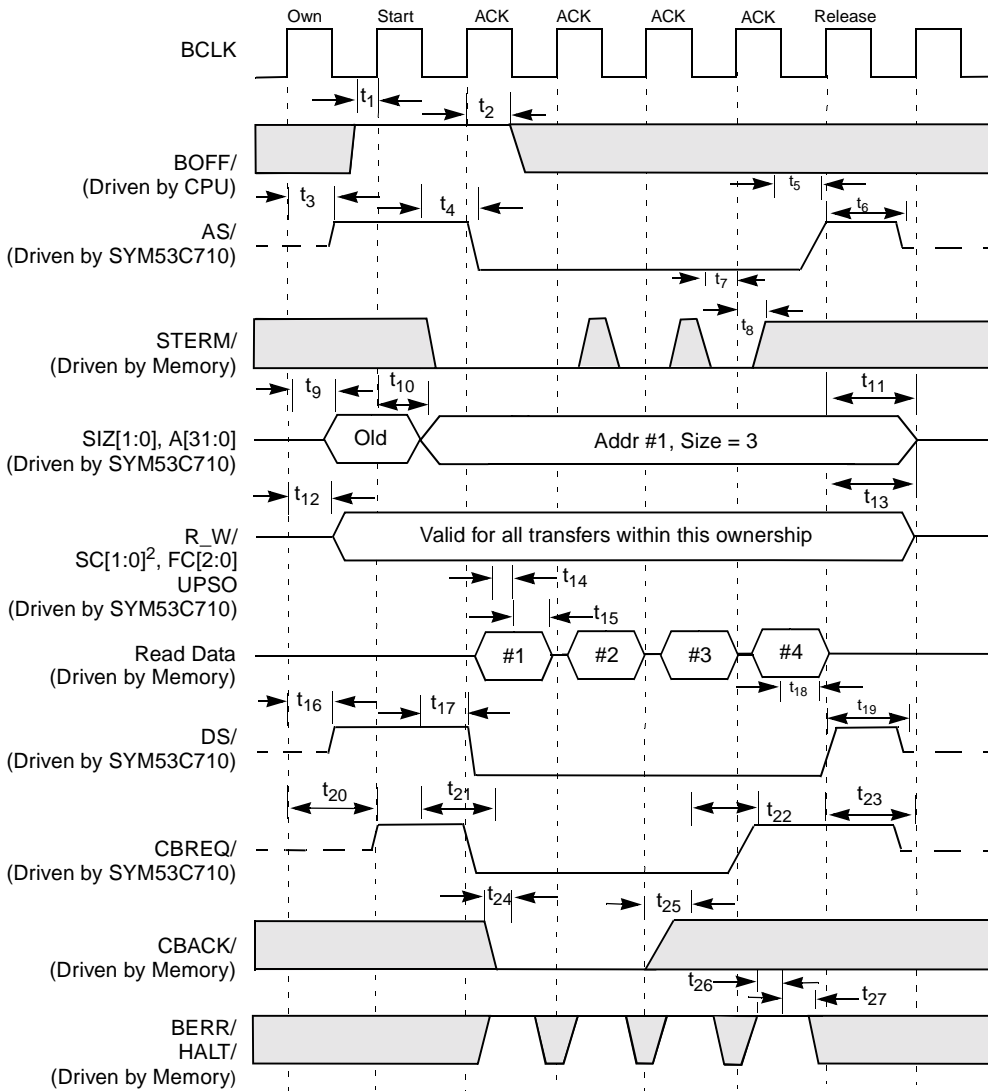 Own Start ACK ACK ACK ACK Release
BCLK
t1 t2
BOFF/
(Driven by CPU)
t3 t4 t5 t6
AS/
(Driven by SYM53C710)
t7
t8
STERM/
(Driven by Memory)
t9 t10 t11
SIZ[1:0], A[31:0]
(Driven by SYM53C710)
Old Addr #1, Size = 3
t12 t13
R_W/
SC[1:0]2, FC[2:0]
UPSO
(Driven by SYM53C710)
Valid for all transfers within this ownership
t14
t15
Read Data
(Driven by Memory)
#1 #2 #3 #4
t16 t17 t18 t19
DS/
(Driven by SYM53C710)
t20 t21 t22 t23
CBREQ/
(Driven by SYM53C710)
t24 t25
CBACK/
(Driven by Memory)
t26 t27
BERR/
HALT/
(Driven by Memory)